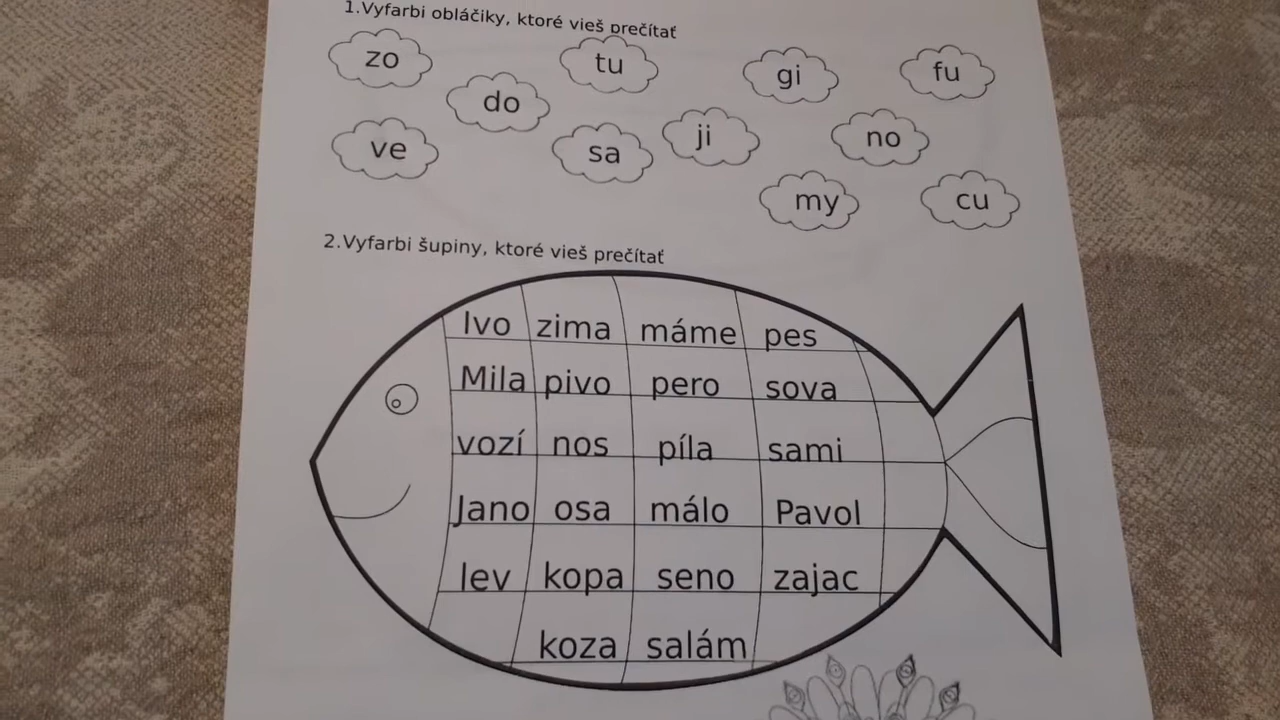 1.Vyfarbi obláčiky, ktoré vieš prečítať
zo tu gi fu
do
ve sa ji no
my cu
2.Vyfarbi šupiny, ktoré vieš prečítať
Ivo zima máme pes
Mila pivo pero sova
vozí nos píla sami
Jano osa málo Pavol
lev kopa seno zajac
koza salám